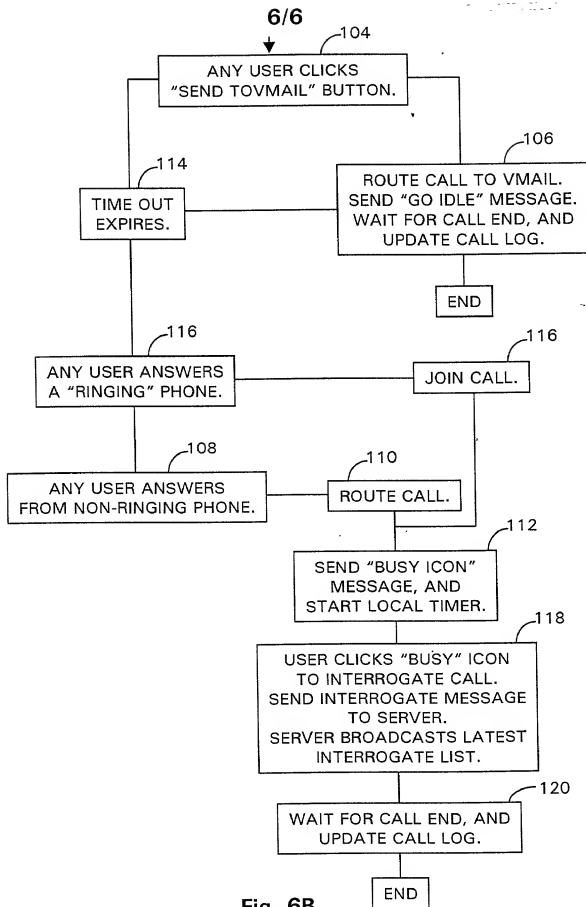 6/6
104
ANY USER CLICKS
“SEND TOVMAIL” BUTTON.
106
ROUTE CALL TO VMAIL.
SEND “GO IDLE” MESSAGE.
WAIT FOR CALL END, AND
UPDATE CALL LOG.
END
114
TIME OUT
EXPIRES.
116
ANY USER ANSWERS
A “RINGING” PHONE.
116
JOIN CALL.
108
ANY USER ANSWERS
FROM NON-RINGING PHONE.
110
ROUTE CALL.
112
SEND “BUSY ICON”
MESSAGE, AND
START LOCAL TIMER.
118
USER CLICKS “BUSY” ICON
TO INTERROGATE CALL.
SEND INTERROGATE MESSAGE
TO SERVER.
SERVER BROADCASTS LATEST
INTERROGATE LIST.
120
WAIT FOR CALL END, AND
UPDATE CALL LOG.
END
Fig. 6B